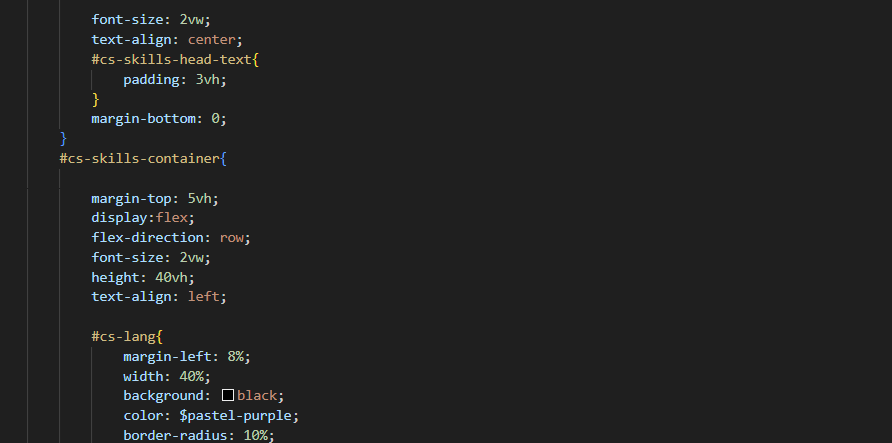 font-size: 2vw;
text-align: center;
#cs-skills-head-text{
padding: 3vh;
}
margin-bottom: 0;
}
#cs-skills-container{
margin-top: 5vh;
display:flex;
flex-direction: row;
font-size: 2vw;
height: 40vh;
text-align: left;
#cs-lang{
margin-left: 8%;
width: 40%;
background: black;
color: $pastel-purple;
border-radius: 10%;